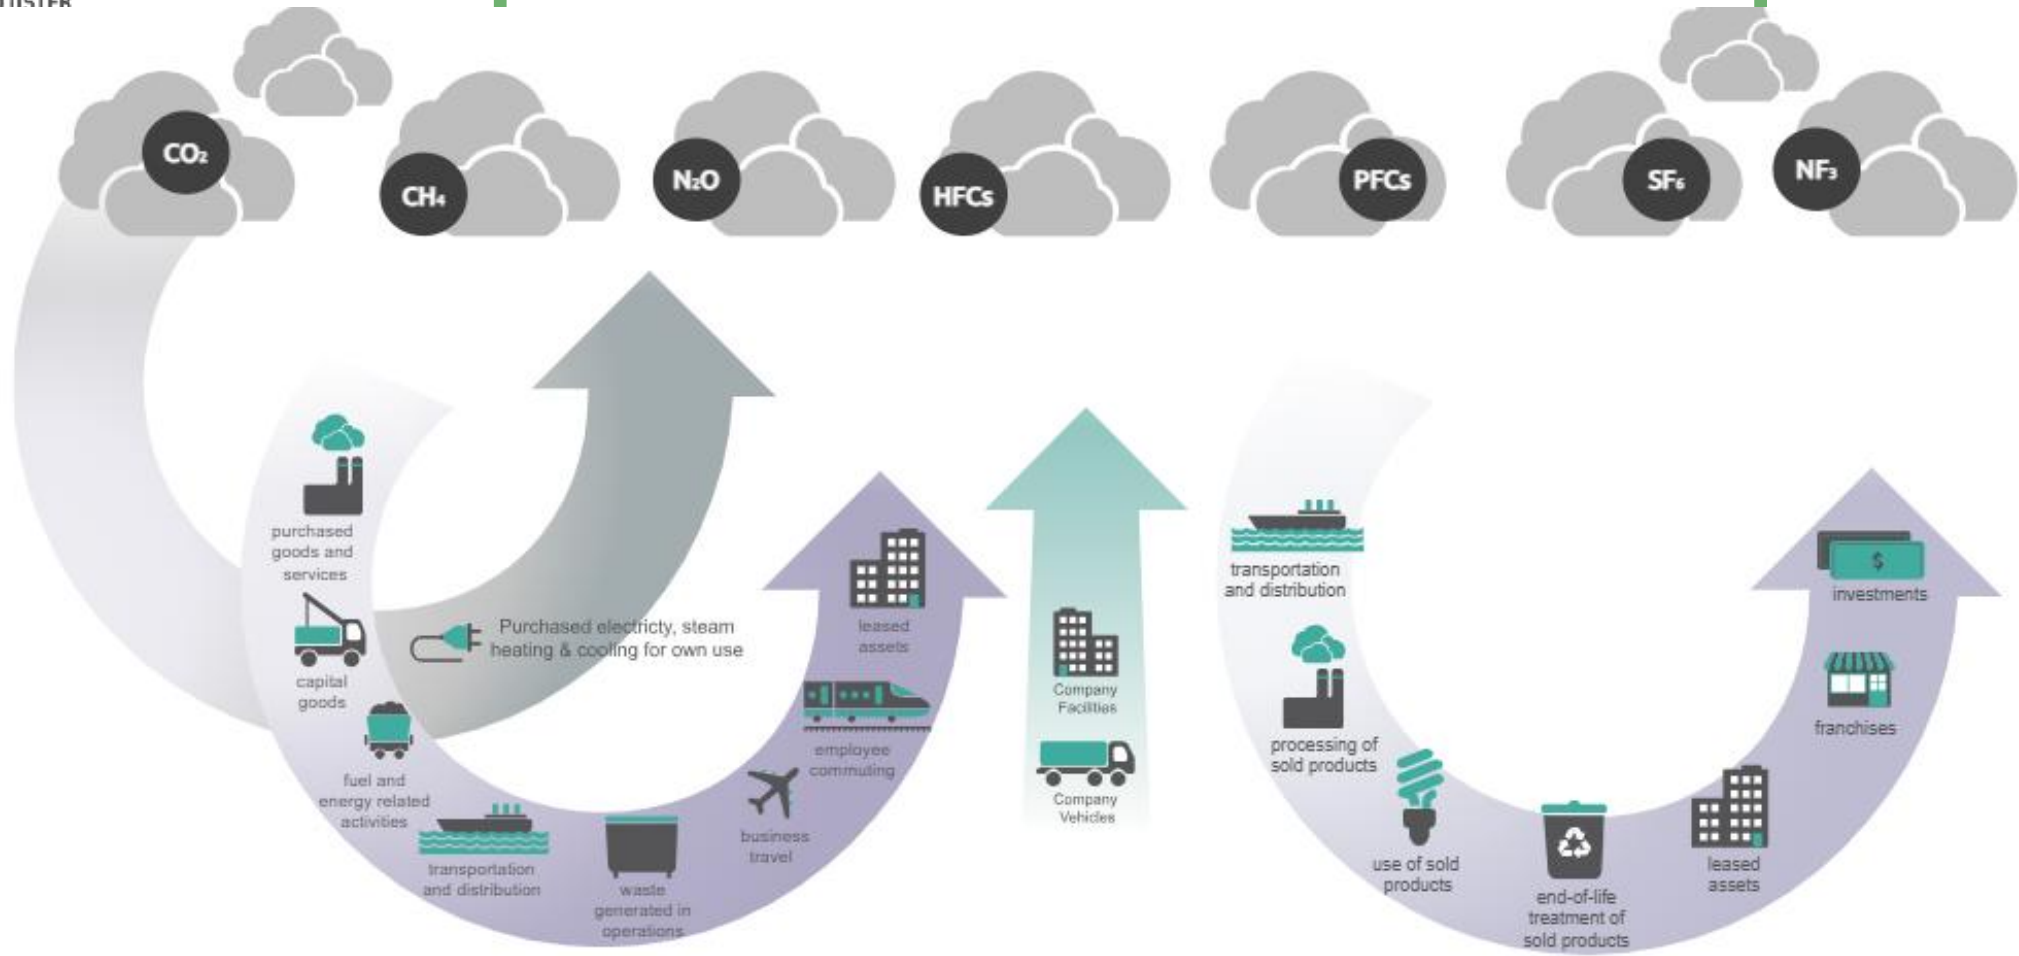 CO₂
CH₄
N₂O
HFCs
PFCs
SF₆
NF₃
purchased
goods and
services
capital
goods
fuel and
energy related
activities
transportation
and distribution
waste
generated in
operations
business
travel
employee
commuting
leased
assets
Purchased electricty, steam
heating & cooling for own use
Company
Facilities
Company
Vehicles
transportation
and distribution
processing of
sold products
use of sold
products
end-of-life
treatment of
sold products
leased
assets
franchises
$
investments